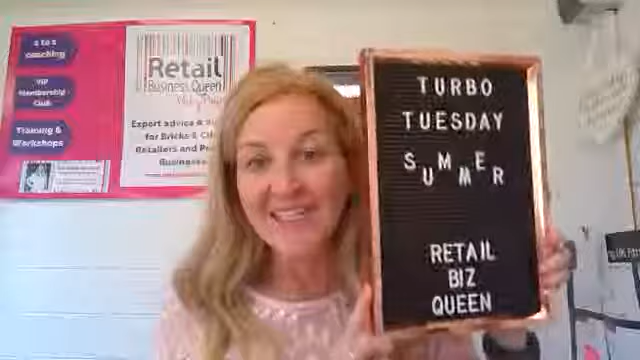 1 to 1
coaching
VIP
Membership
Club
Training &
Workshops
Retail
Business Queen
Expert advice &
for Bricks &
Retailers and
Business
TURBO
TUESDAY
SUMMER
RETAIL
BIZ
QUEEN